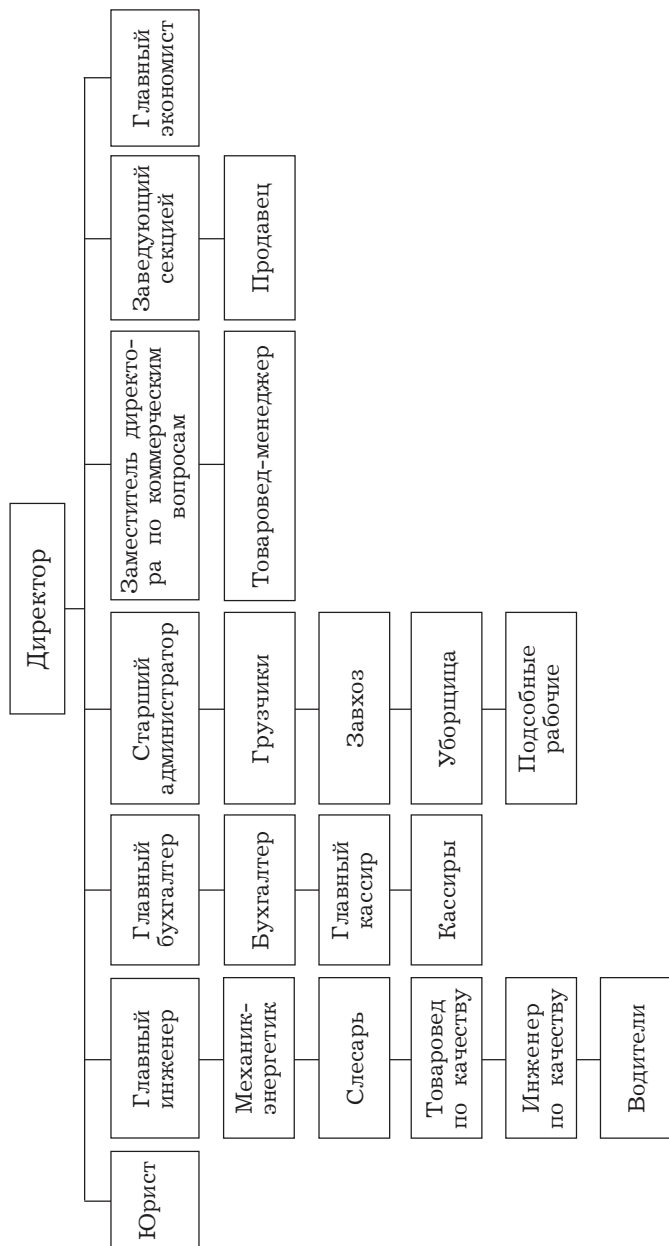 Директор
Юрист
Главный
инженер
Механик-
энергетик
Слесарь
Товаровед
по качеству
Инженер
по качеству
Водители
Главный
бухгалтер
Бухгалтер
Главный
кассир
Кассиры
Старший
администратор
Грузчики
Завхоз
Уборщица
Подсобные
рабочие
Заместитель директо-
ра по коммерческим
вопросам
Товаровед-менеджер
Заведующий
секцией
Продавец
Главный
экономист